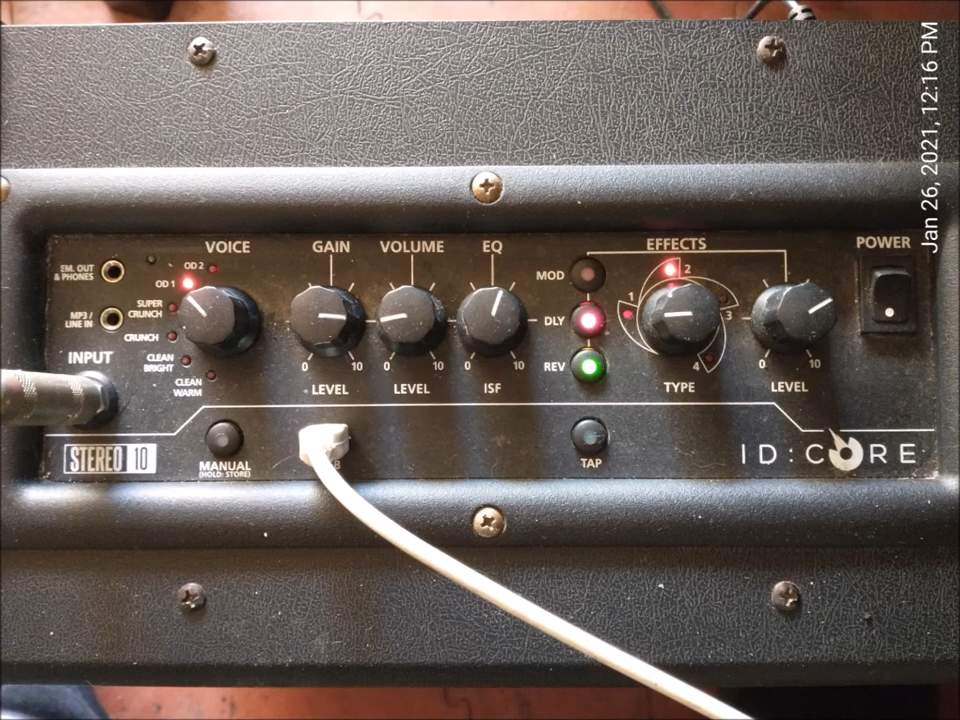 Jan 26, 2021, 12:16 PM
VOICE
GAIN
VOLUME
EQ
EFFECTS
POWER
EM. OUT
& PHONES
OD 2
OD 1
SUPER
CRUNCH
MP3 /
LINE IN
CRUNCH
CLEAN
BRIGHT
CLEAN
WARM
INPUT
0 10
LEVEL
0 10
LEVEL
0 10
ISF
MOD
DLY
REV
1
2
3
4
TYPE
0 10
LEVEL
STEREO 10
MANUAL
(HOLD: STORE)
TAP
ID:CORE